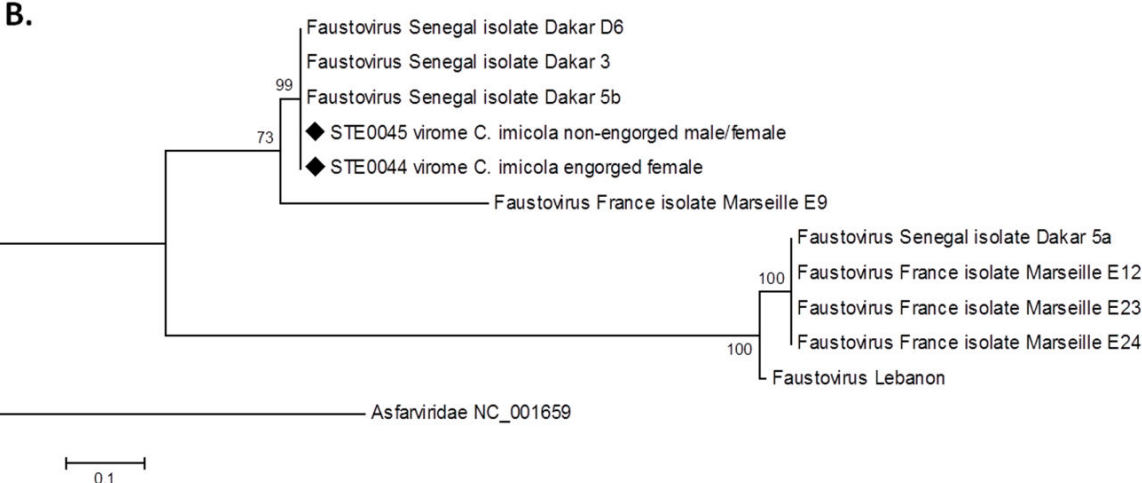 B.
Faustovirus Senegal isolate Dakar D6
Faustovirus Senegal isolate Dakar 3
99
Faustovirus Senegal isolate Dakar 5b
73
STE0045 virome C. imicola non-engorged male/female
STE0044 virome C. imicola engorged female
Faustovirus France isolate Marseille E9
Faustovirus Senegal isolate Dakar 5a
100
Faustovirus France isolate Marseille E12
Faustovirus France isolate Marseille E23
Faustovirus France isolate Marseille E24
100
Faustovirus Lebanon
Asfarviridae NC_001659
0.1